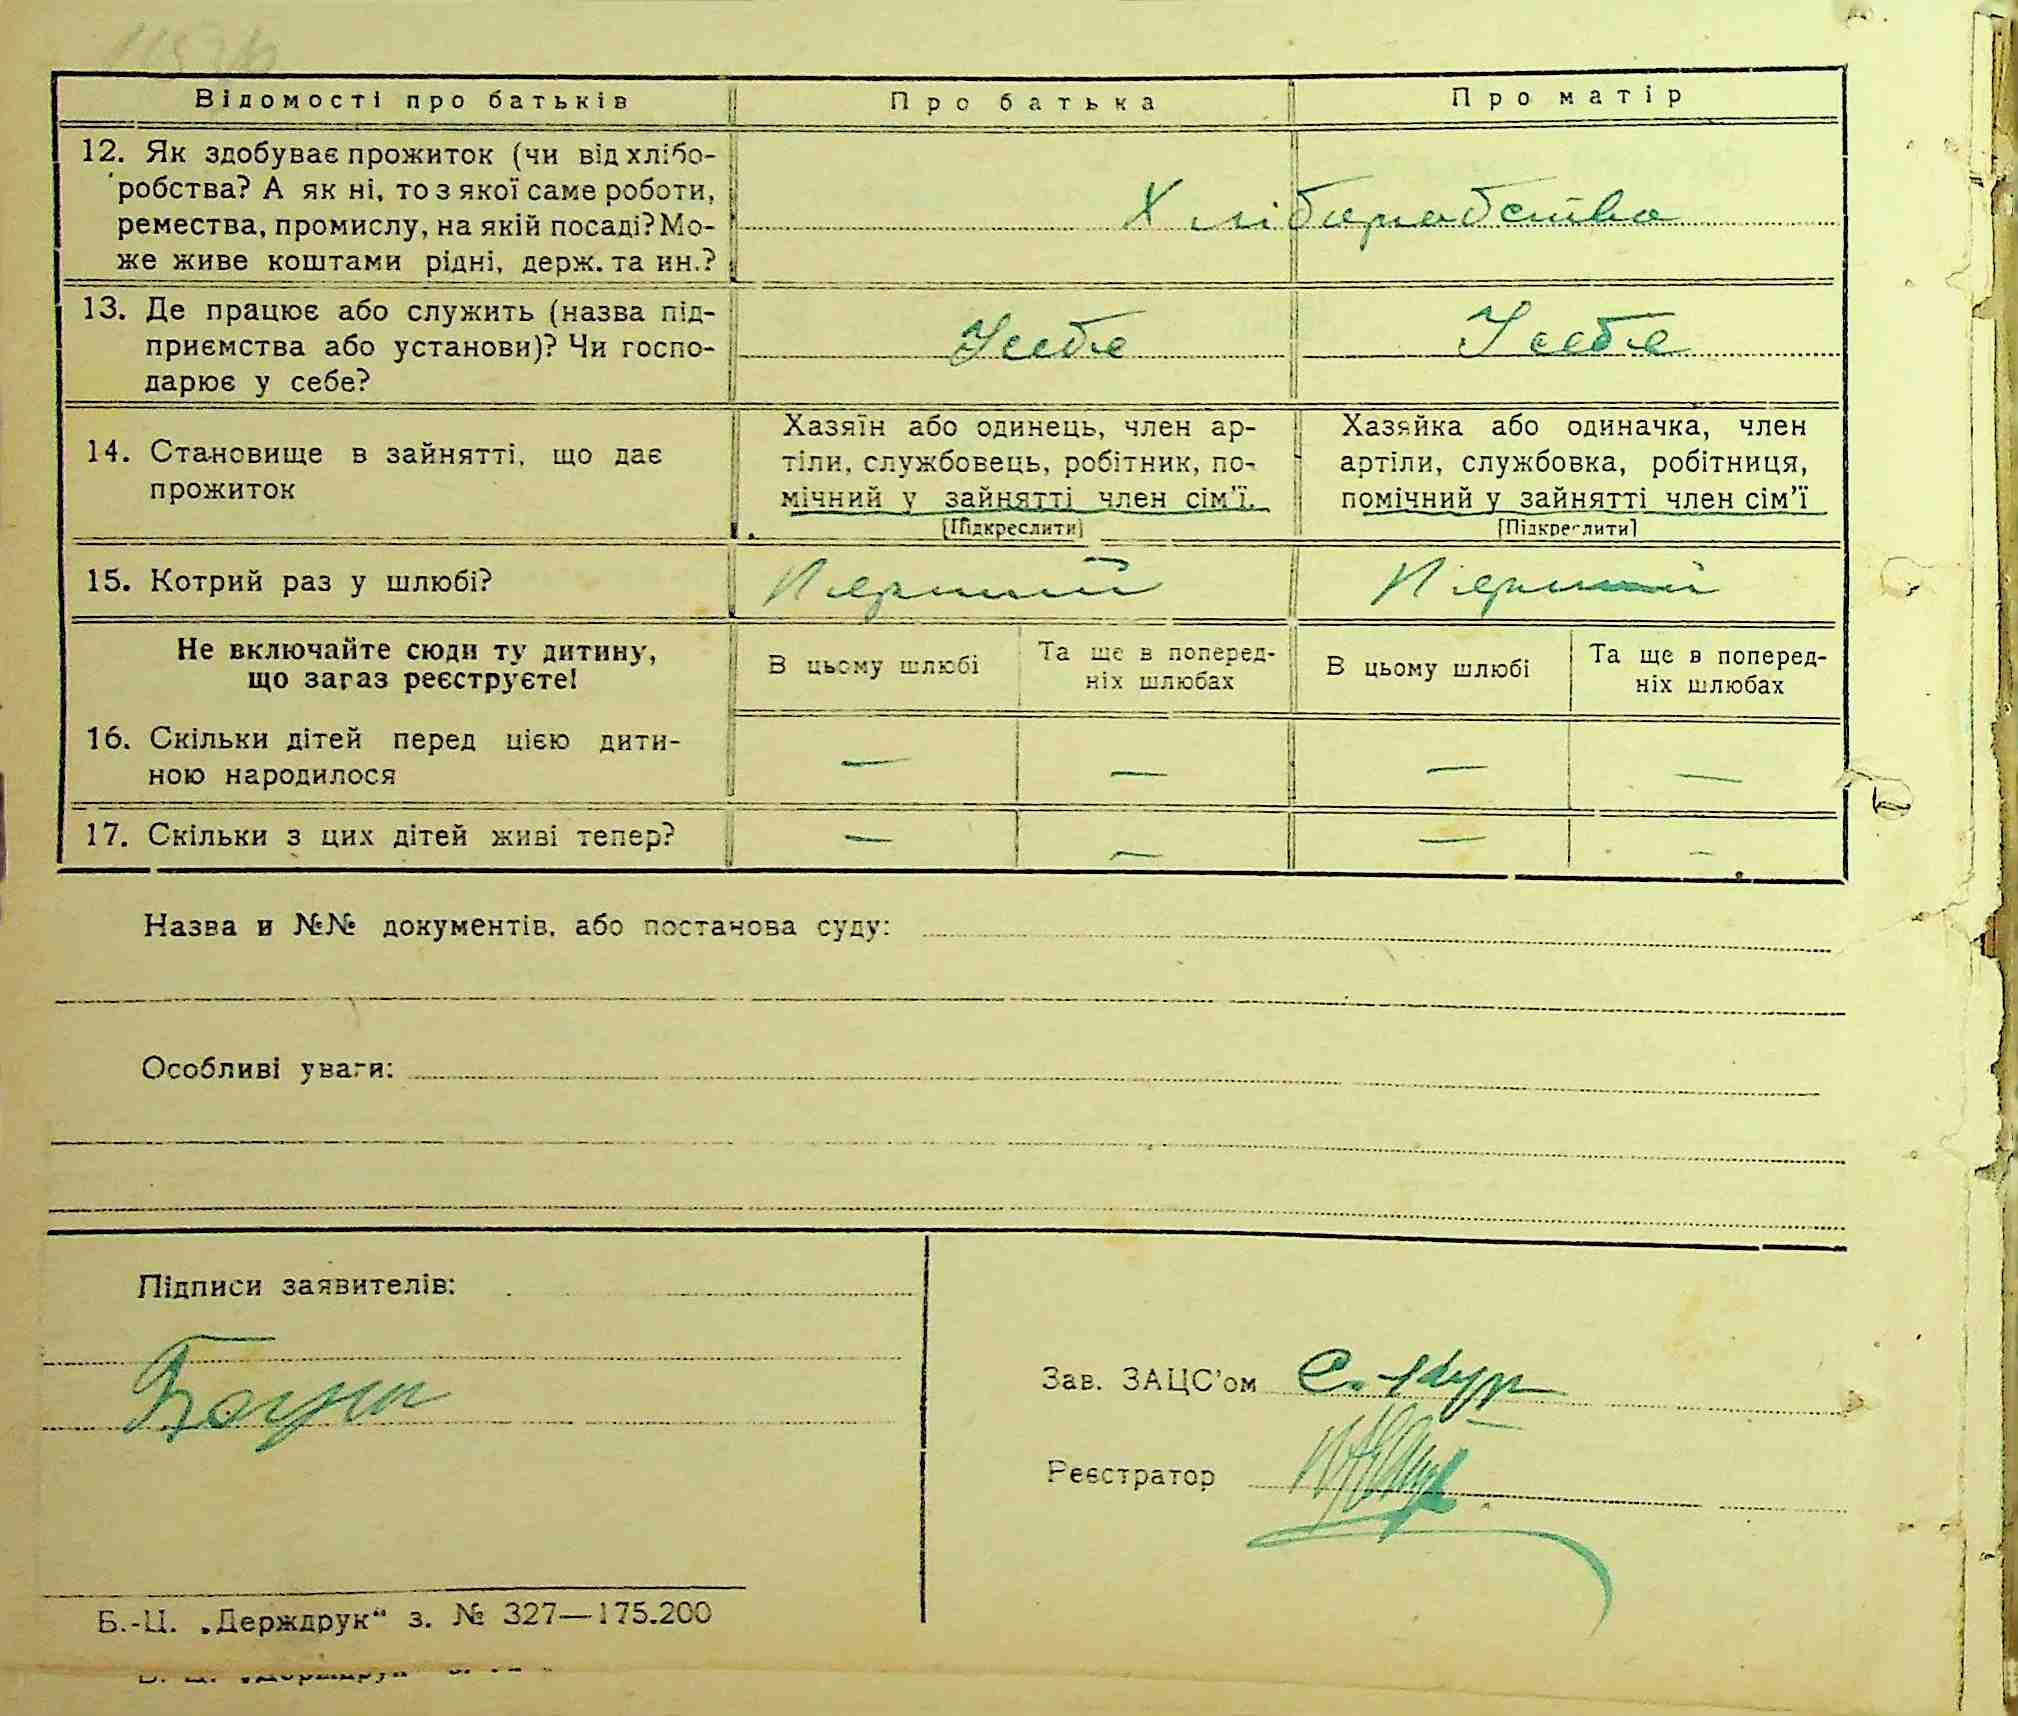 Відомості про батьків Про батька Про матір
12. Як здобуває прожиток (чи від хлібо-
робства? А як ні, то з якої саме роботи,
ремества, промислу, на якій посаді? Мо-
же живе коштами рідні, держ. та ин.?
Хліборобство
13. Де працює або служить (назва під-
приємства або установи)? Чи госпо-
дарює у себе?
У себе У себе
14. Становище в зайнятті, що дає
прожиток
Хазяїн або одинець, член ар-
тіли, службовець, робітник, по-
мічний у зайнятті член сім'ї.
[Підкреслити]
Хазяйка або одиначка, член
артіли, службовка, робітниця,
помічний у зайнятті член сім'ї
[Підкреслити]
15. Котрий раз у шлюбі? Перший Перший
Не включайте сюди ту дитину,
що зараз реєструєте!
В цьому шлюбі
Та ще в поперед-
ніх шлюбах
В цьому шлюбі
Та ще в поперед-
ніх шлюбах
16. Скільки дітей перед цією дити-
ною народилося
— — — —
17. Скільки з цих дітей живі тепер? — — — —
Назва и №№ документів, або постанова суду:
Особливі уваги:
Підписи заявителів:
Зав. ЗАЦС'ом
Реєстратор
Б.-Ц. „Держдрук“ з. № 327—175.200